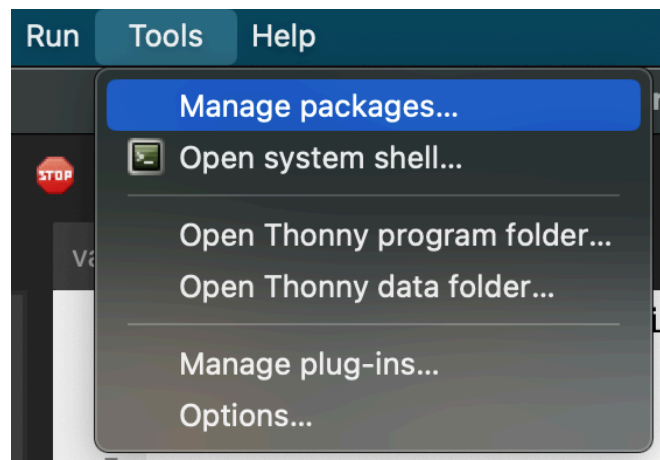 Run Tools Help
Manage packages...
STOP
Open system shell...
Open Thonny program folder...
Open Thonny data folder...
Manage plug-ins...
Options...